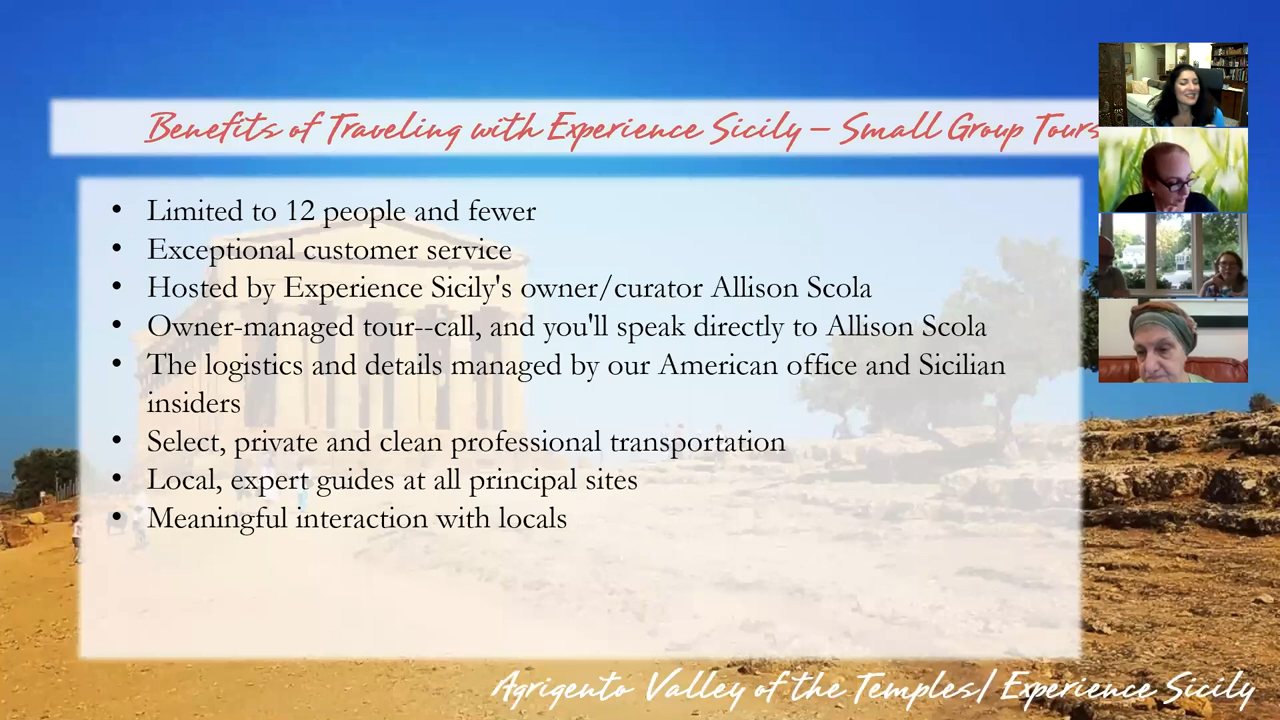 Benefits of Traveling with Experience Sicily – Small Group Tours
• Limited to 12 people and fewer
• Exceptional customer service
• Hosted by Experience Sicily's owner/curator Allison Scola
• Owner-managed tour--call, and you'll speak directly to Allison Scola
• The logistics and details managed by our American office and Sicilian
insiders
• Select, private and clean professional transportation
• Local, expert guides at all principal sites
• Meaningful interaction with locals
Agrigento Valley of the Temples/ Experience Sicily